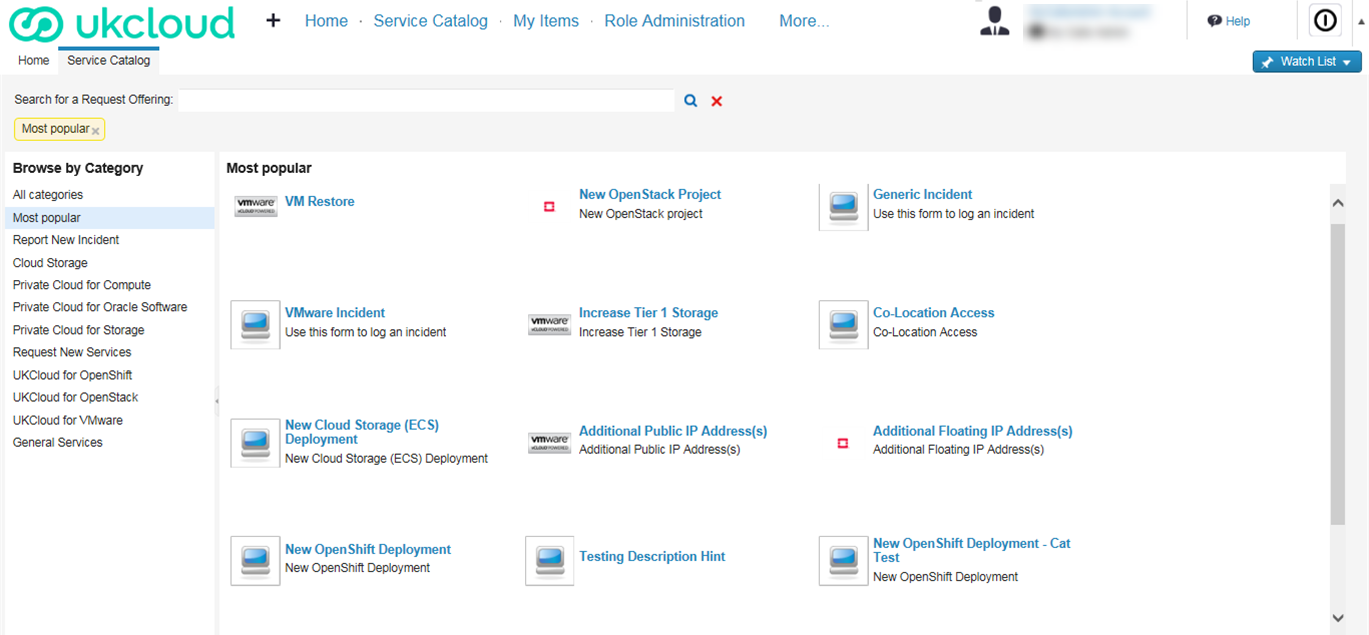 ukcloud
+ Home · Service Catalog · My Items · Role Administration More...
Help
Home Service Catalog
Watch List
Search for a Request Offering:
Most popular
Browse by Category
All categories
Most popular
Report New Incident
Cloud Storage
Private Cloud for Compute
Private Cloud for Oracle Software
Private Cloud for Storage
Request New Services
UKCloud for OpenShift
UKCloud for OpenStack
UKCloud for VMware
General Services
Most popular
vmware
VM Restore
New OpenStack Project
New OpenStack project
Generic Incident
Use this form to log an incident
VMware Incident
Use this form to log an incident
vmware
Increase Tier 1 Storage
Increase Tier 1 Storage
Co-Location Access
Co-Location Access
New Cloud Storage (ECS)
Deployment
New Cloud Storage (ECS) Deployment
vmware
Additional Public IP Address(s)
Additional Public IP Address(s)
Additional Floating IP Address(s)
Additional Floating IP Address(s)
New OpenShift Deployment
New OpenShift Deployment
Testing Description Hint
New OpenShift Deployment - Cat
Test
New OpenShift Deployment